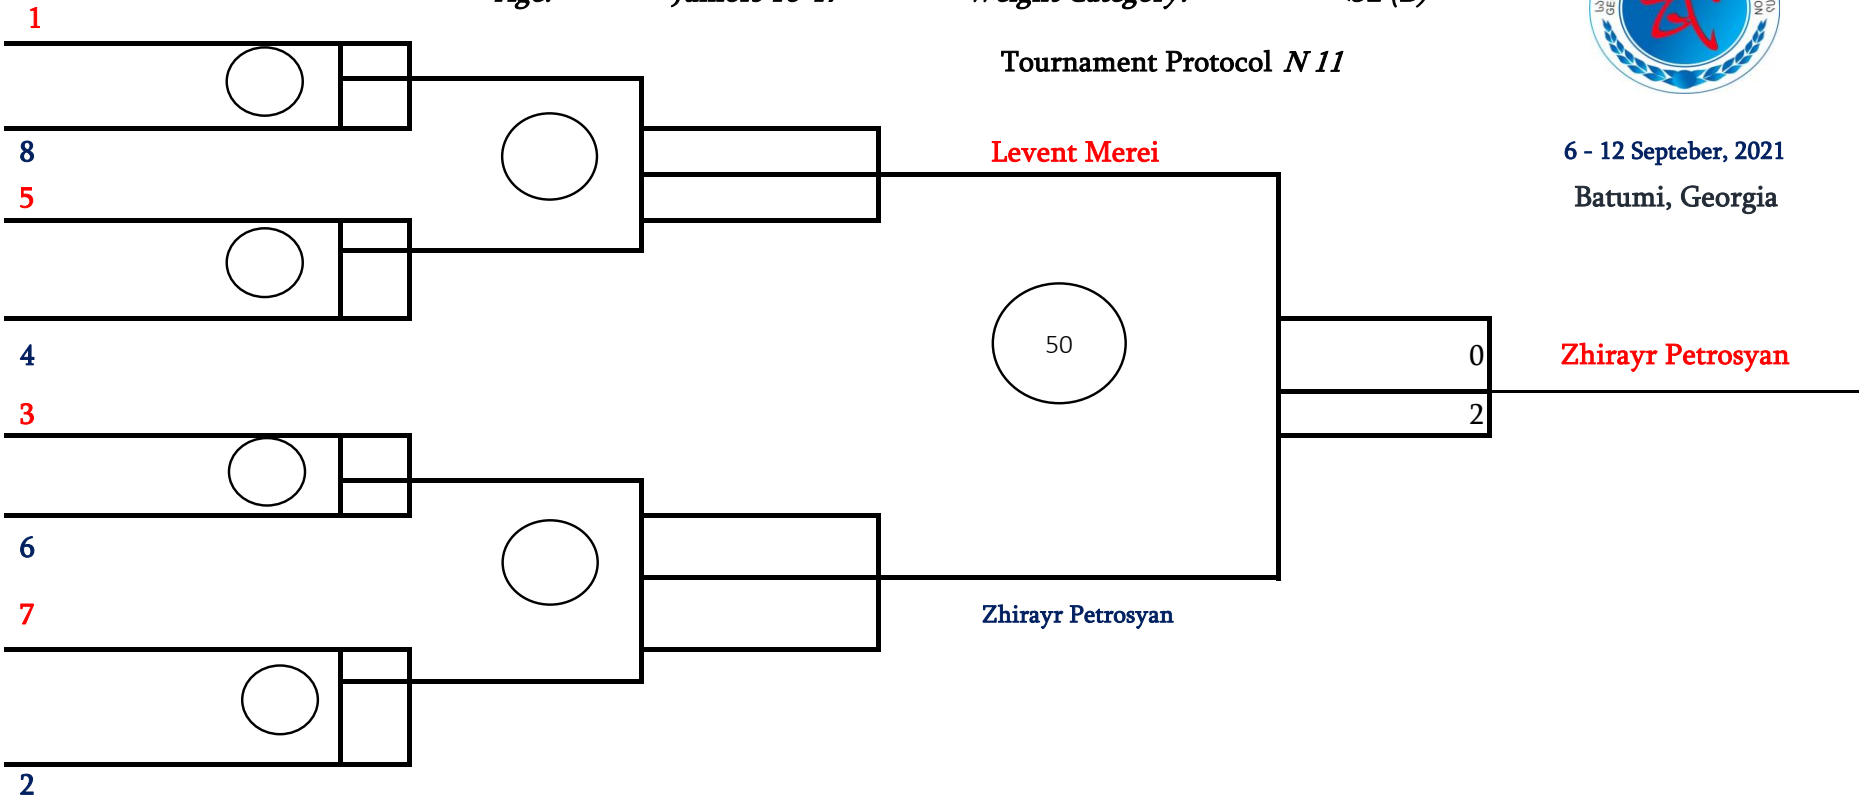 1
Tournament Protocol N 11
8
Levent Merei
6 - 12 Septeber, 2021
5
Batumi, Georgia
50
4
0
Zhirayr Petrosyan
3
2
6
7
Zhirayr Petrosyan
2